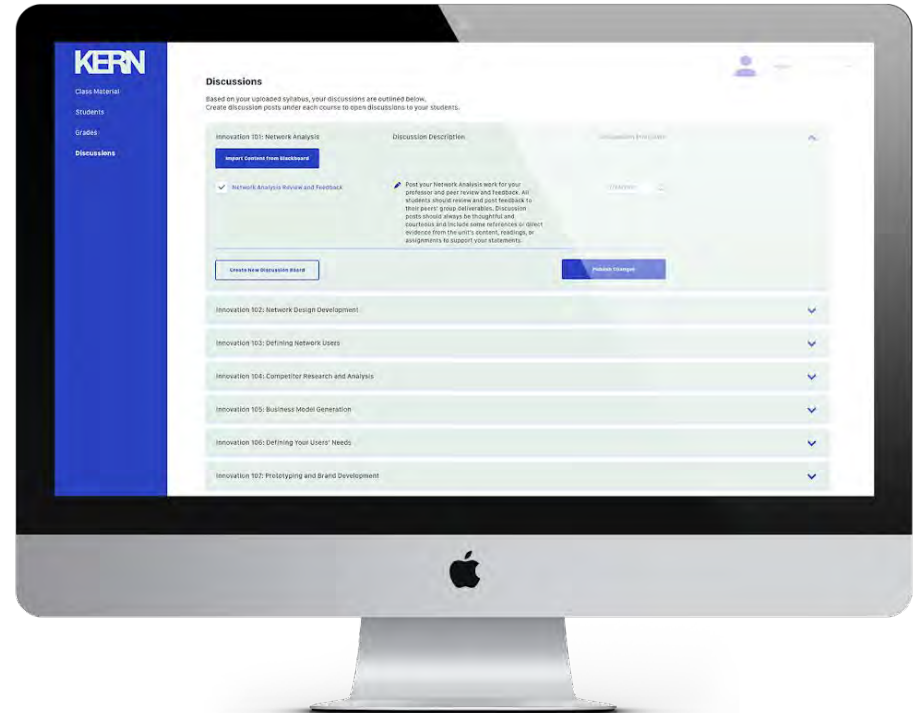 KERN
Class Material
Students
Grades
Discussions
Discussions
Based on your uploaded syllabus, your discussions are outlined below.
Create discussion posts under each course to open discussions to your students.
Innovation 101: Network Analysis
Discussion Description
Import Content from Blackboard
Network Analysis Review and Feedback
Post your Network Analysis work for your
professor and peer review and feedback. All
students should review and post feedback to
their peers' group deliverables. Discussion
posts should always be thoughtful and
courteous and include some references or direct
evidence from the unit's content, readings, or
assignments to support your statements.
Create New Discussion Board
Publish Changes
Innovation 102: Network Design Development
Innovation 103: Defining Network Users
Innovation 104: Competitor Research and Analysis
Innovation 105: Business Model Generation
Innovation 106: Defining Your Users' Needs
Innovation 107: Prototyping and Brand Development